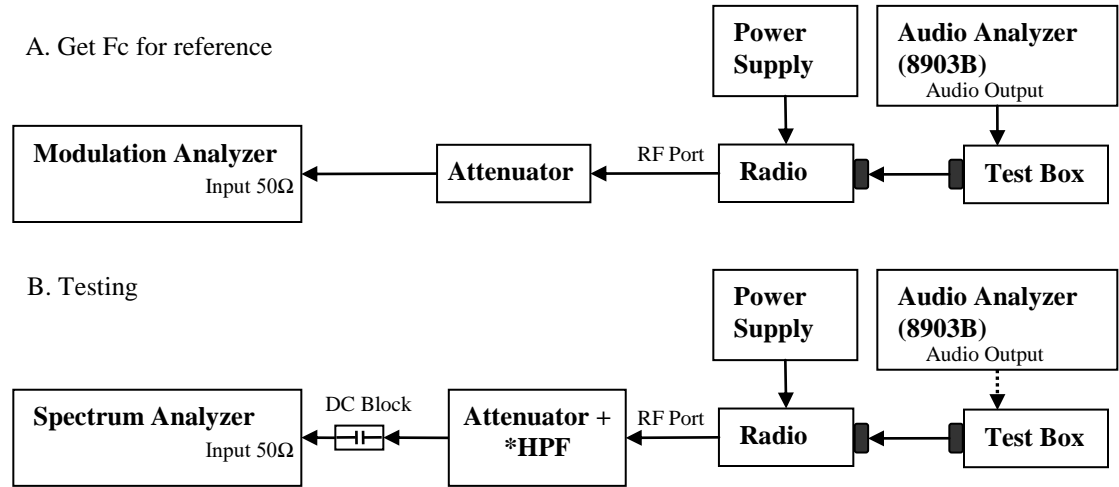 A. Get Fc for reference
Power
Supply
Audio Analyzer
(8903B)
Audio Output
Modulation Analyzer
Input 50Ω
Attenuator
RF Port
Radio
Test Box
B. Testing
Power
Supply
Audio Analyzer
(8903B)
Audio Output
Spectrum Analyzer
Input 50Ω
DC Block
Attenuator +
*HPF
RF Port
Radio
Test Box